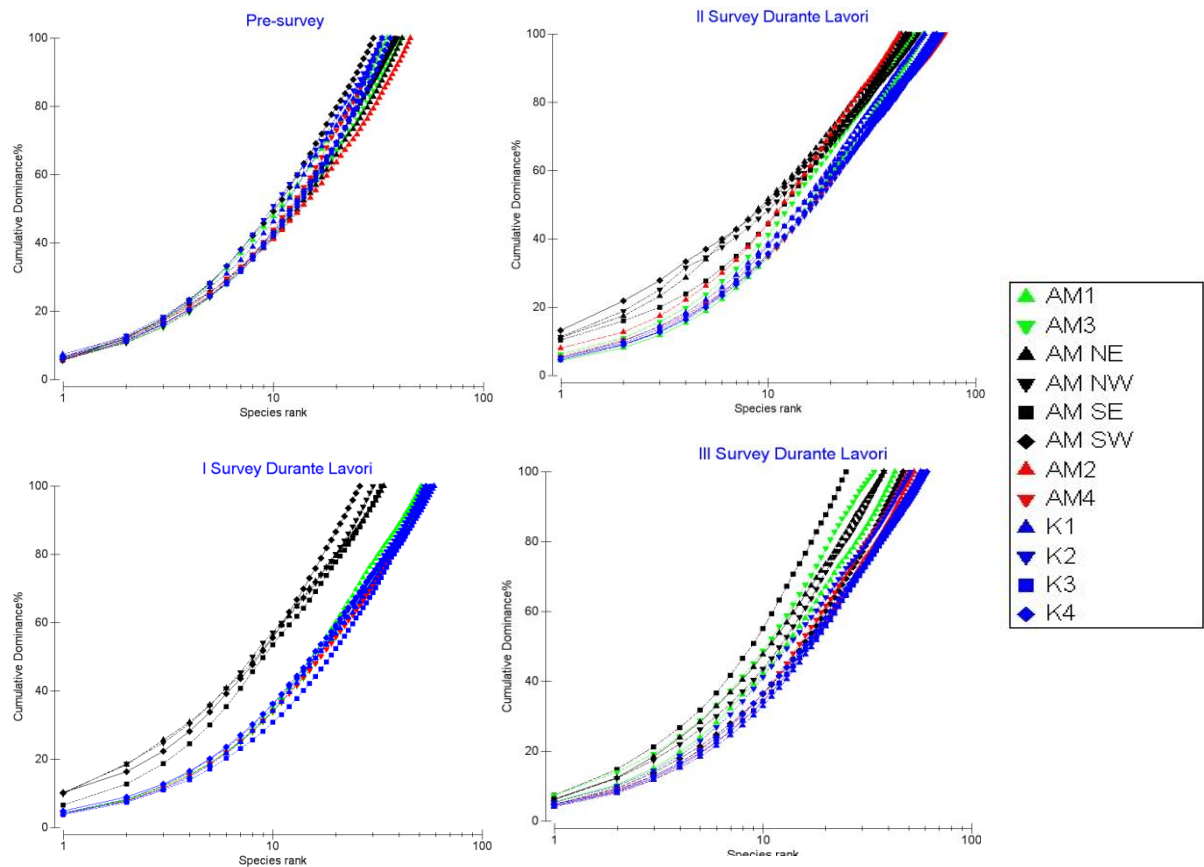 Pre-survey
100
80
60
40
20
0
Cumulative Dominance%
1
10
100
Species rank
II Survey Durante Lavori
100
80
60
40
20
0
Cumulative Dominance%
1
10
100
Species rank
I Survey Durante Lavori
100
80
60
40
20
0
Cumulative Dominance%
1
10
100
Species rank
III Survey Durante Lavori
100
80
60
40
20
0
Cumulative Dominance%
1
10
100
Species rank
AM1
AM3
AM NE
AM NW
AM SE
AM SW
AM2
AM4
K1
K2
K3
K4